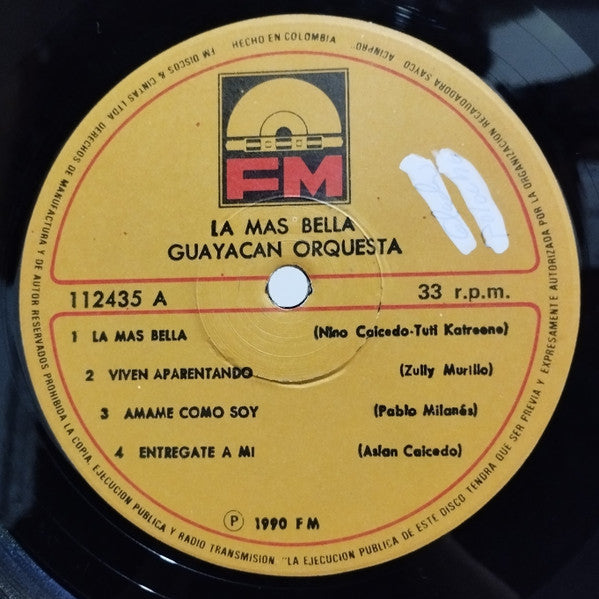 FM DISCOS & CINTAS LTDA. DERECHOS DE MANUFACTURA Y DE AUTOR RESERVADOS PROHIBIDA LA COPIA, EJECUCION PUBLICA Y RADIO TRANSMISION "LA EJECUCION PUBLICA DE ESTE DISCO TENDRA QUE SER PREVIA Y EXPRESAMENTE AUTORIZADA POR LA ORGANIZACION RECAUDADORA SAYCO ACINPRO"
HECHO EN COLOMBIA
FM
LA MAS BELLA
GUAYACAN ORQUESTA
112435 A 33 r.p.m.
1 LA MAS BELLA (Nino Caicedo-Tuti Katreone)
2 VIVEN APARENTANDO (Zully Murillo)
3 AMAME COMO SOY (Pablo Milanés)
4 ENTREGATE A MI (Aslan Caicedo)
Ⓟ 1990 FM